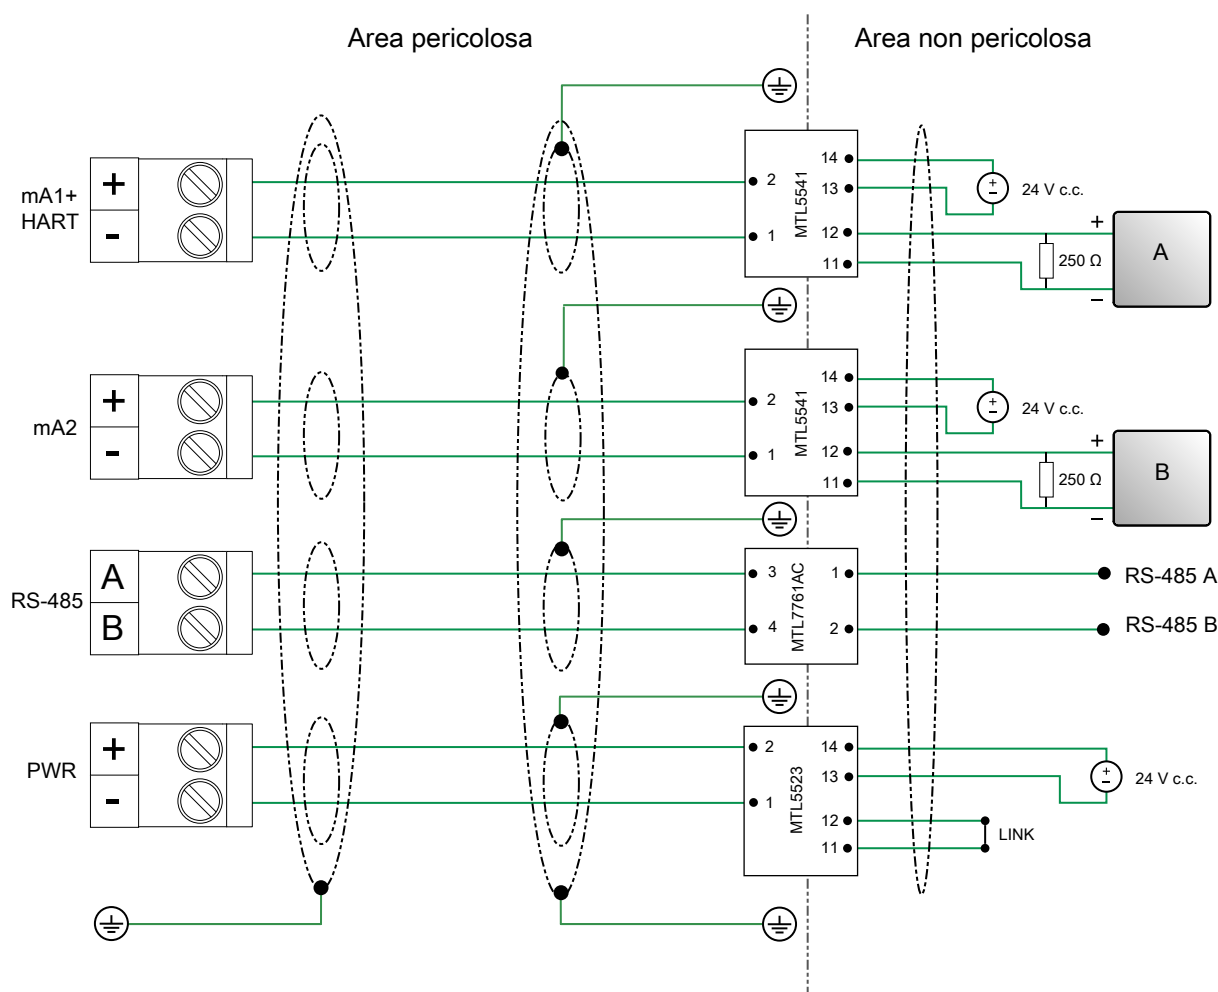 Area pericolosa
Area non pericolosa
mA1+
HART
+
-
2
1
MTL5541
14
13
12
11
+
-
24 V c.c.
+
250 Ω
–
A
mA2
+
-
2
1
MTL5541
14
13
12
11
+
-
24 V c.c.
+
250 Ω
–
B
RS-485
A
B
3
4
MTL7761AC
1
2
RS-485 A
RS-485 B
PWR
+
-
2
1
MTL5523
14
13
12
11
+
-
24 V c.c.
LINK